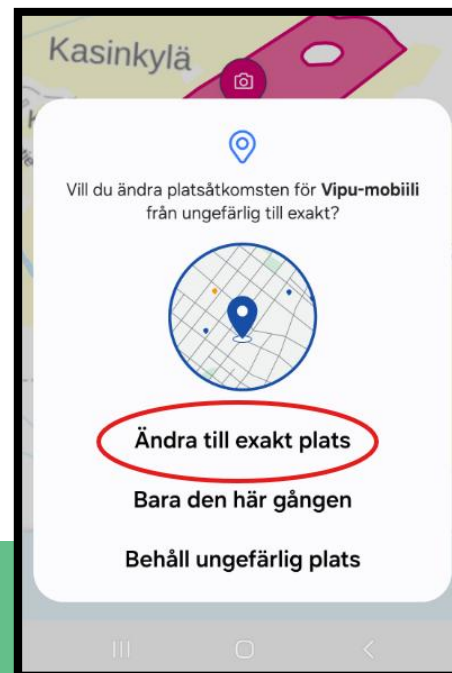 Kasinkylä
Vill du ändra platsåtkomsten för Vipu-mobiili
från ungefärlig till exakt?
Ändra till exakt plats
Bara den här gången
Behåll ungefärlig plats